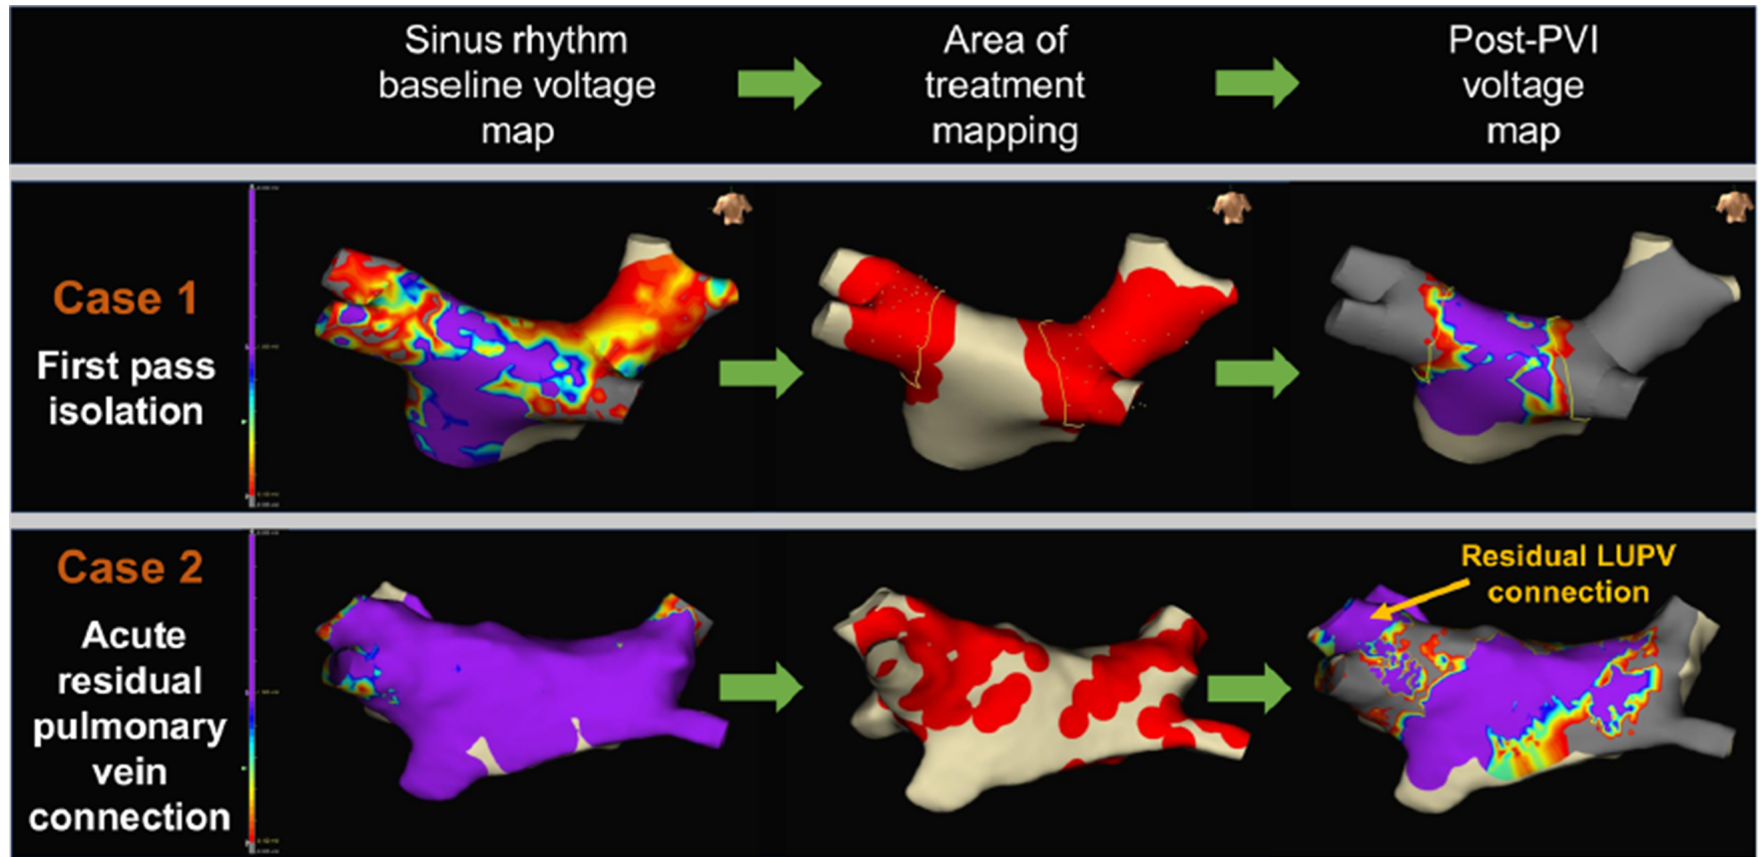 Sinus rhythm
baseline voltage
map
Area of
treatment
mapping
Post-PVI
voltage
map
Case 1
First pass
isolation
Case 2
Acute
residual
pulmonary
vein
connection
Residual LUPV
connection